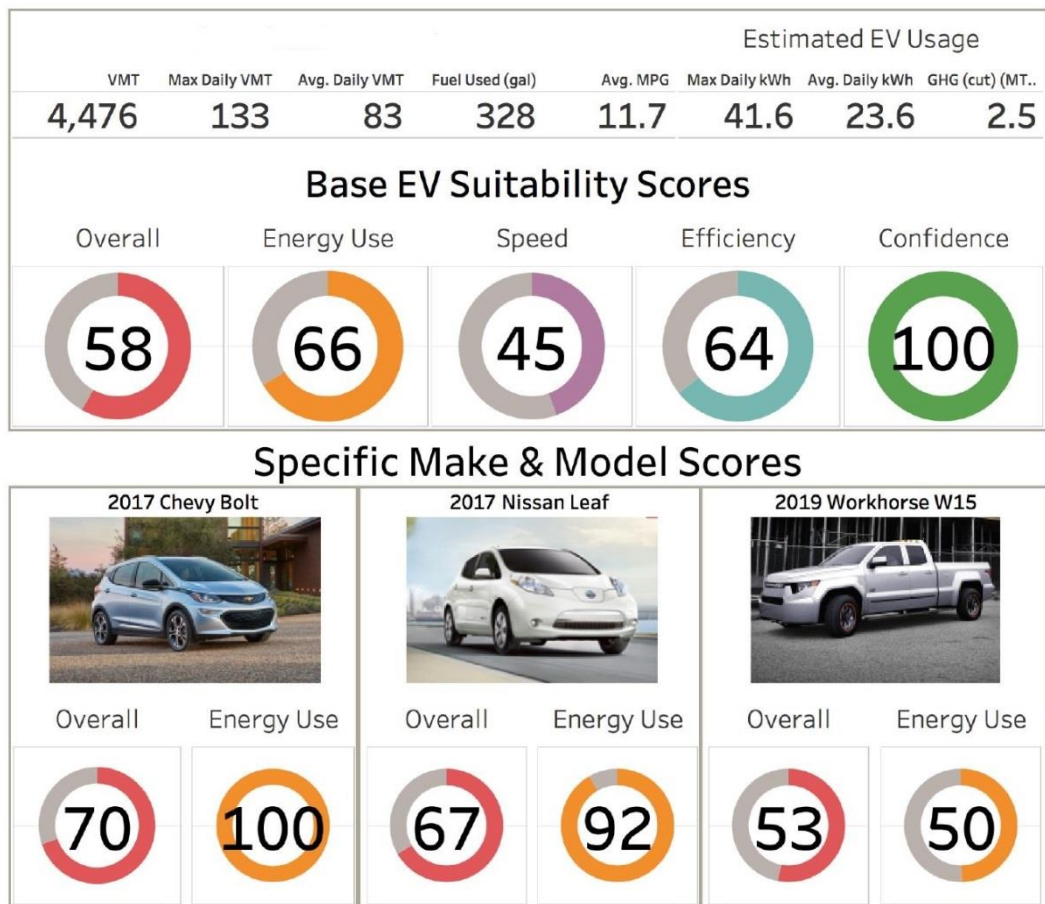 Estimated EV Usage
VMT Max Daily VMT Avg. Daily VMT Fuel Used (gal) Avg. MPG Max Daily kWh Avg. Daily kWh GHG (cut) (MT..
4,476 133 83 328 11.7 41.6 23.6 2.5
Base EV Suitability Scores
Overall Energy Use Speed Efficiency Confidence
58 66 45 64 100
Specific Make & Model Scores
2017 Chevy Bolt 2017 Nissan Leaf 2019 Workhorse W15
Overall Energy Use Overall Energy Use Overall Energy Use
70 100 67 92 53 50